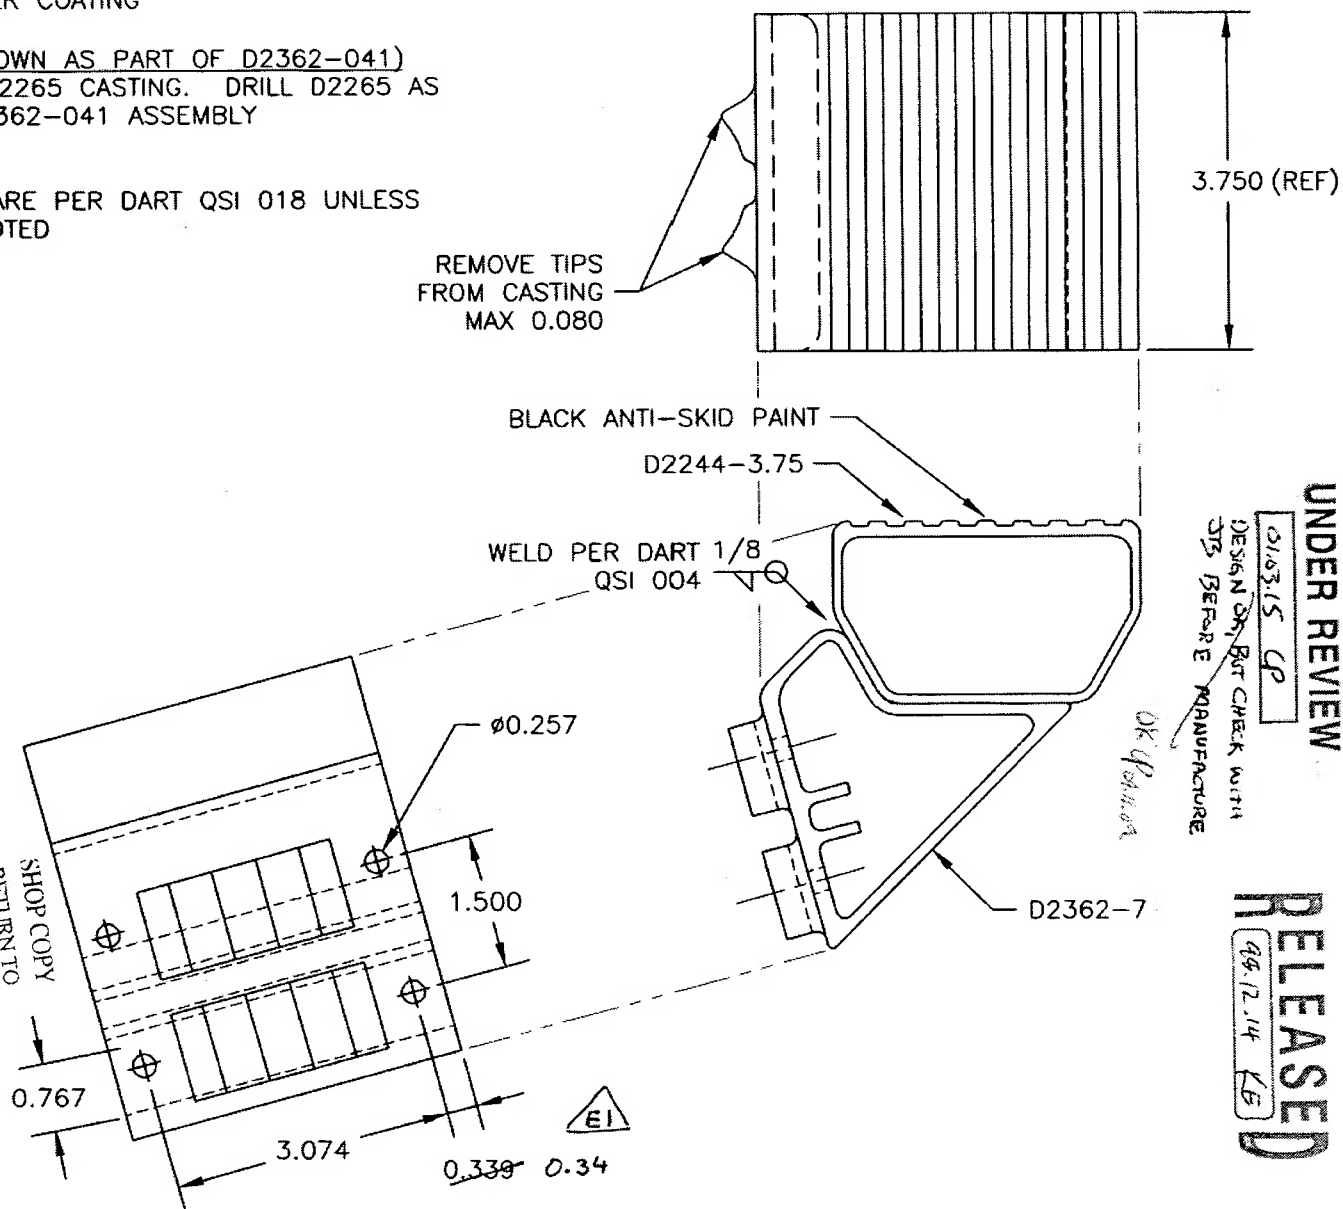 ER COATING
OWN AS PART OF D2362-041)
2265 CASTING. DRILL D2265 AS
362-041 ASSEMBLY
ARE PER DART QSI 018 UNLESS
OTED
3.750 (REF)
REMOVE TIPS
FROM CASTING
MAX 0.080
BLACK ANTI-SKID PAINT
D2244-3.75
WELD PER DART 1/8
QSI 004
UNDER REVIEW
01.03.15 CP
DESIGN OK, BUT CHECK WITH
JB BEFORE MANUFACTURE
OK CP
ø0.257
1.500
D2362-7
RELEASED
99.12.14 KE
SHOP COPY
RETURN TO
0.767
3.074
0.339 0.34
E1